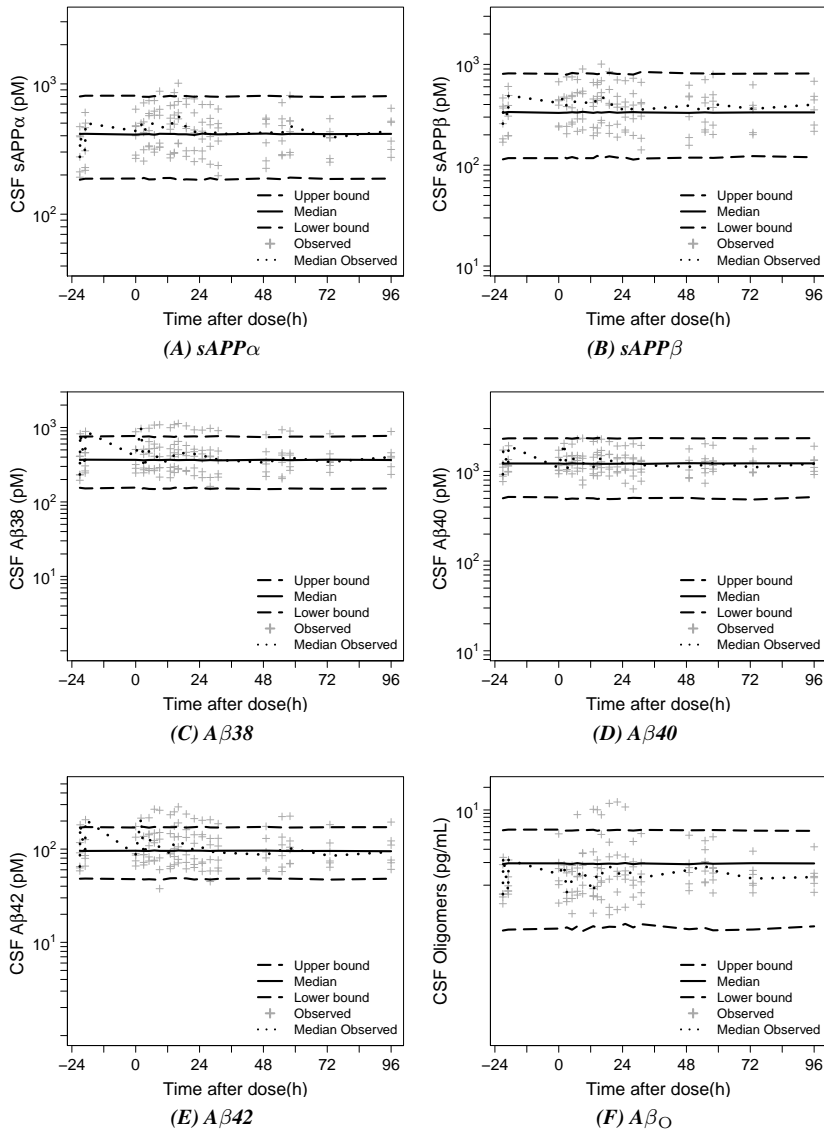 CSF sAPPα (pM)
10³
10²
Upper bound
Median
Lower bound
Observed
Median Observed
−24 0 24 48 72 96
Time after dose(h)
(A) sAPPα
CSF sAPPβ (pM)
10³
10²
10¹
Upper bound
Median
Lower bound
Observed
Median Observed
−24 0 24 48 72 96
Time after dose(h)
(B) sAPPβ
CSF Aβ38 (pM)
10³
10²
10¹
Upper bound
Median
Lower bound
Observed
Median Observed
−24 0 24 48 72 96
Time after dose(h)
(C) Aβ38
CSF Aβ40 (pM)
10³
10²
10¹
Upper bound
Median
Lower bound
Observed
Median Observed
−24 0 24 48 72 96
Time after dose(h)
(D) Aβ40
CSF Aβ42 (pM)
10²
10¹
Upper bound
Median
Lower bound
Observed
Median Observed
−24 0 24 48 72 96
Time after dose(h)
(E) Aβ42
CSF Oligomers (pg/mL)
10¹
Upper bound
Median
Lower bound
Observed
Median Observed
−24 0 24 48 72 96
Time after dose(h)
(F) Aβ_O